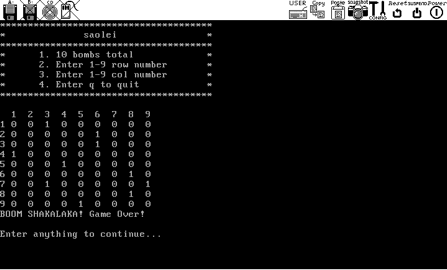 USER Copy Paste Snapshot CONFIG Reset suspend Power
****************************************
* saolei *
****************************************
* 1. 10 bombs total *
* 2. Enter 1-9 row number *
* 3. Enter 1-9 col number *
* 4. Enter q to quit *
****************************************
1 2 3 4 5 6 7 8 9
1 0 0 1 0 0 0 0 0 0
2 0 0 0 0 0 1 0 0 0
3 0 0 0 0 0 1 0 0 0
4 1 0 0 0 0 0 0 0 0
5 0 0 0 1 0 0 0 0 0
6 0 0 0 0 0 0 0 1 0
7 0 0 1 0 0 0 0 0 1
8 0 0 0 0 0 0 0 1 0
9 0 0 0 0 1 0 0 0 0
BOOM SHAKALAKA! Game Over!
Enter anything to continue...